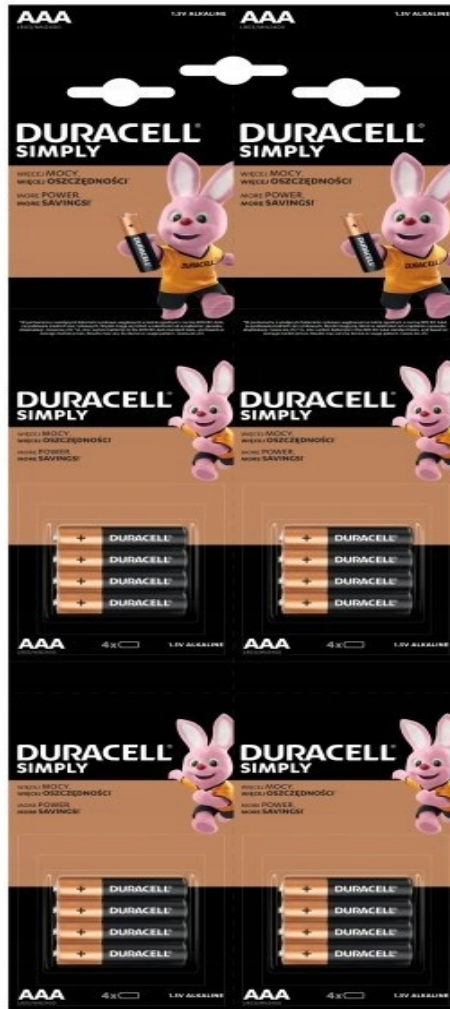 AAA 1.5V ALKALINE AAA 1.5V ALKALINE
DURACELL DURACELL
SIMPLY SIMPLY
WIĘCEJ MOCY. WIĘCEJ MOCY.
WIĘCEJ OSZCZĘDNOŚCI! WIĘCEJ OSZCZĘDNOŚCI!
MORE POWER. MORE POWER.
MORE SAVINGS! MORE SAVINGS!
DURACELL DURACELL
DURACELL DURACELL
DURACELL DURACELL
SIMPLY SIMPLY
WIĘCEJ MOCY. WIĘCEJ MOCY.
WIĘCEJ OSZCZĘDNOŚCI! WIĘCEJ OSZCZĘDNOŚCI!
MORE POWER. MORE POWER.
MORE SAVINGS! MORE SAVINGS!
+ DURACELL + DURACELL
+ DURACELL + DURACELL
+ DURACELL + DURACELL
+ DURACELL + DURACELL
AAA 4x 1.5V ALKALINE AAA 4x 1.5V ALKALINE
DURACELL DURACELL
SIMPLY SIMPLY
WIĘCEJ MOCY. WIĘCEJ MOCY.
WIĘCEJ OSZCZĘDNOŚCI! WIĘCEJ OSZCZĘDNOŚCI!
MORE POWER. MORE POWER.
MORE SAVINGS! MORE SAVINGS!
+ DURACELL + DURACELL
+ DURACELL + DURACELL
+ DURACELL + DURACELL
+ DURACELL + DURACELL
AAA 4x 1.5V ALKALINE AAA 4x 1.5V ALKALINE